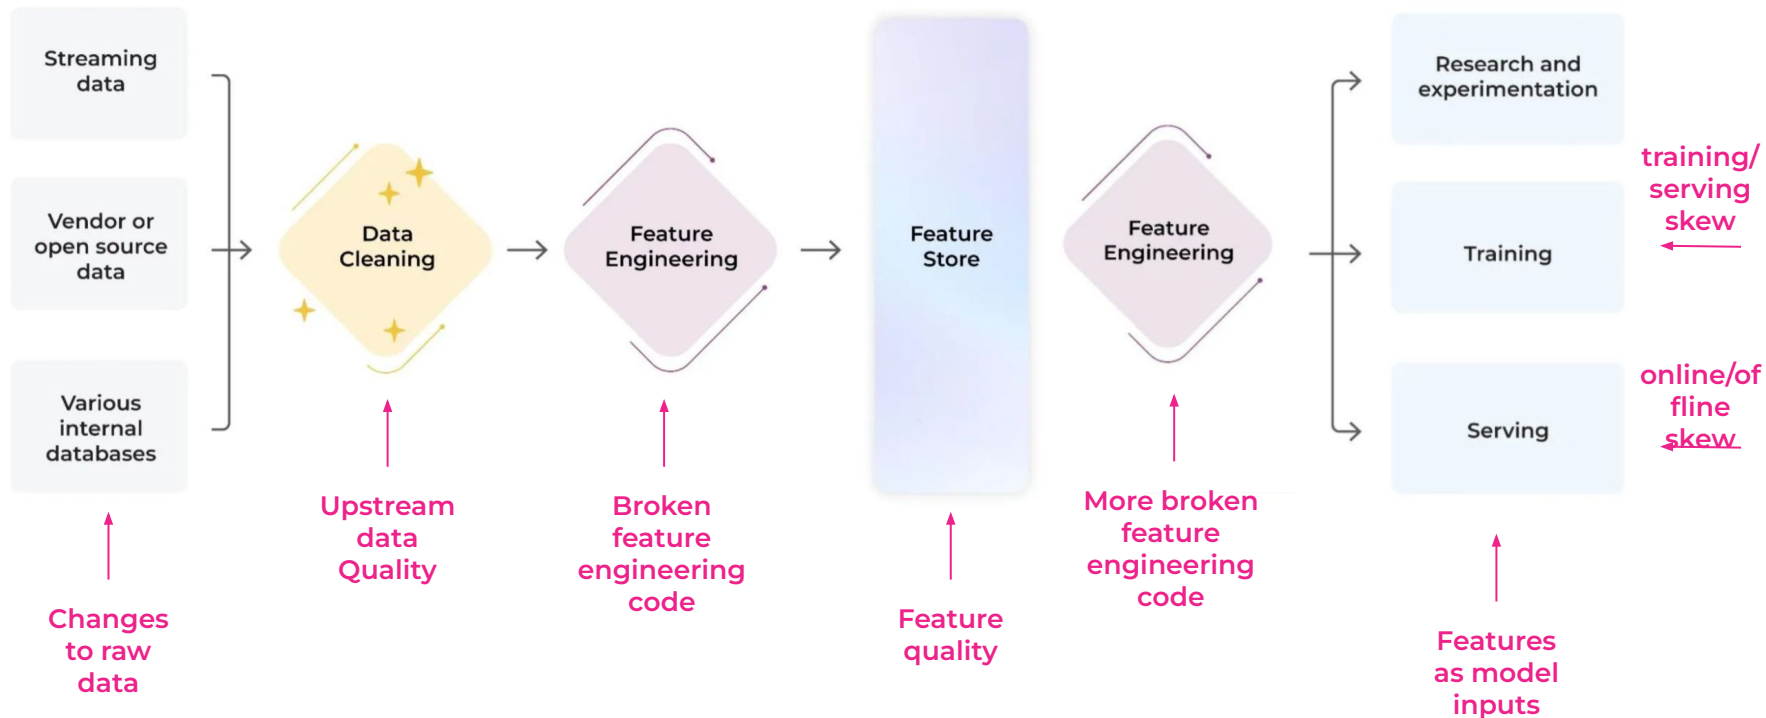 Streaming
data
Vendor or
open source
data
Various
internal
databases
Changes
to raw
data
Data
Cleaning
Upstream
data
Quality
Feature
Engineering
Broken
feature
engineering
code
Feature
Store
Feature
quality
Feature
Engineering
More broken
feature
engineering
code
Research and
experimentation
Training
Serving
training/
serving
skew
online/of
fline
skew
Features
as model
inputs